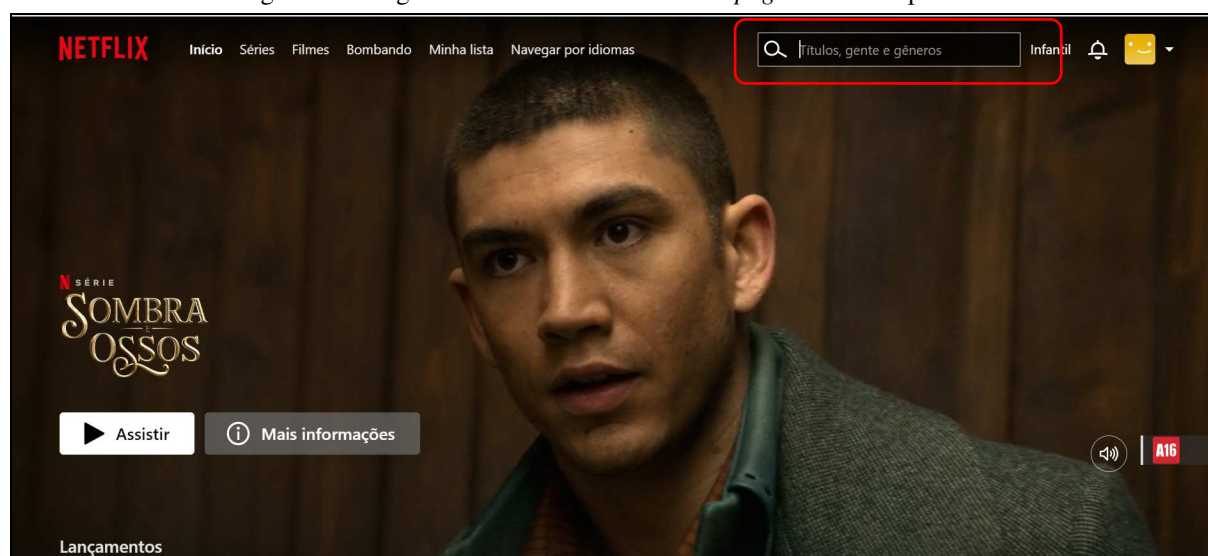 NETFLIX Início Séries Filmes Bombando Minha lista Navegar por idiomas Títulos, gente e gêneros Infantil
N SÉRIE
SOMBRA
E
OSSOS
Assistir Mais informações
A16
Lançamentos